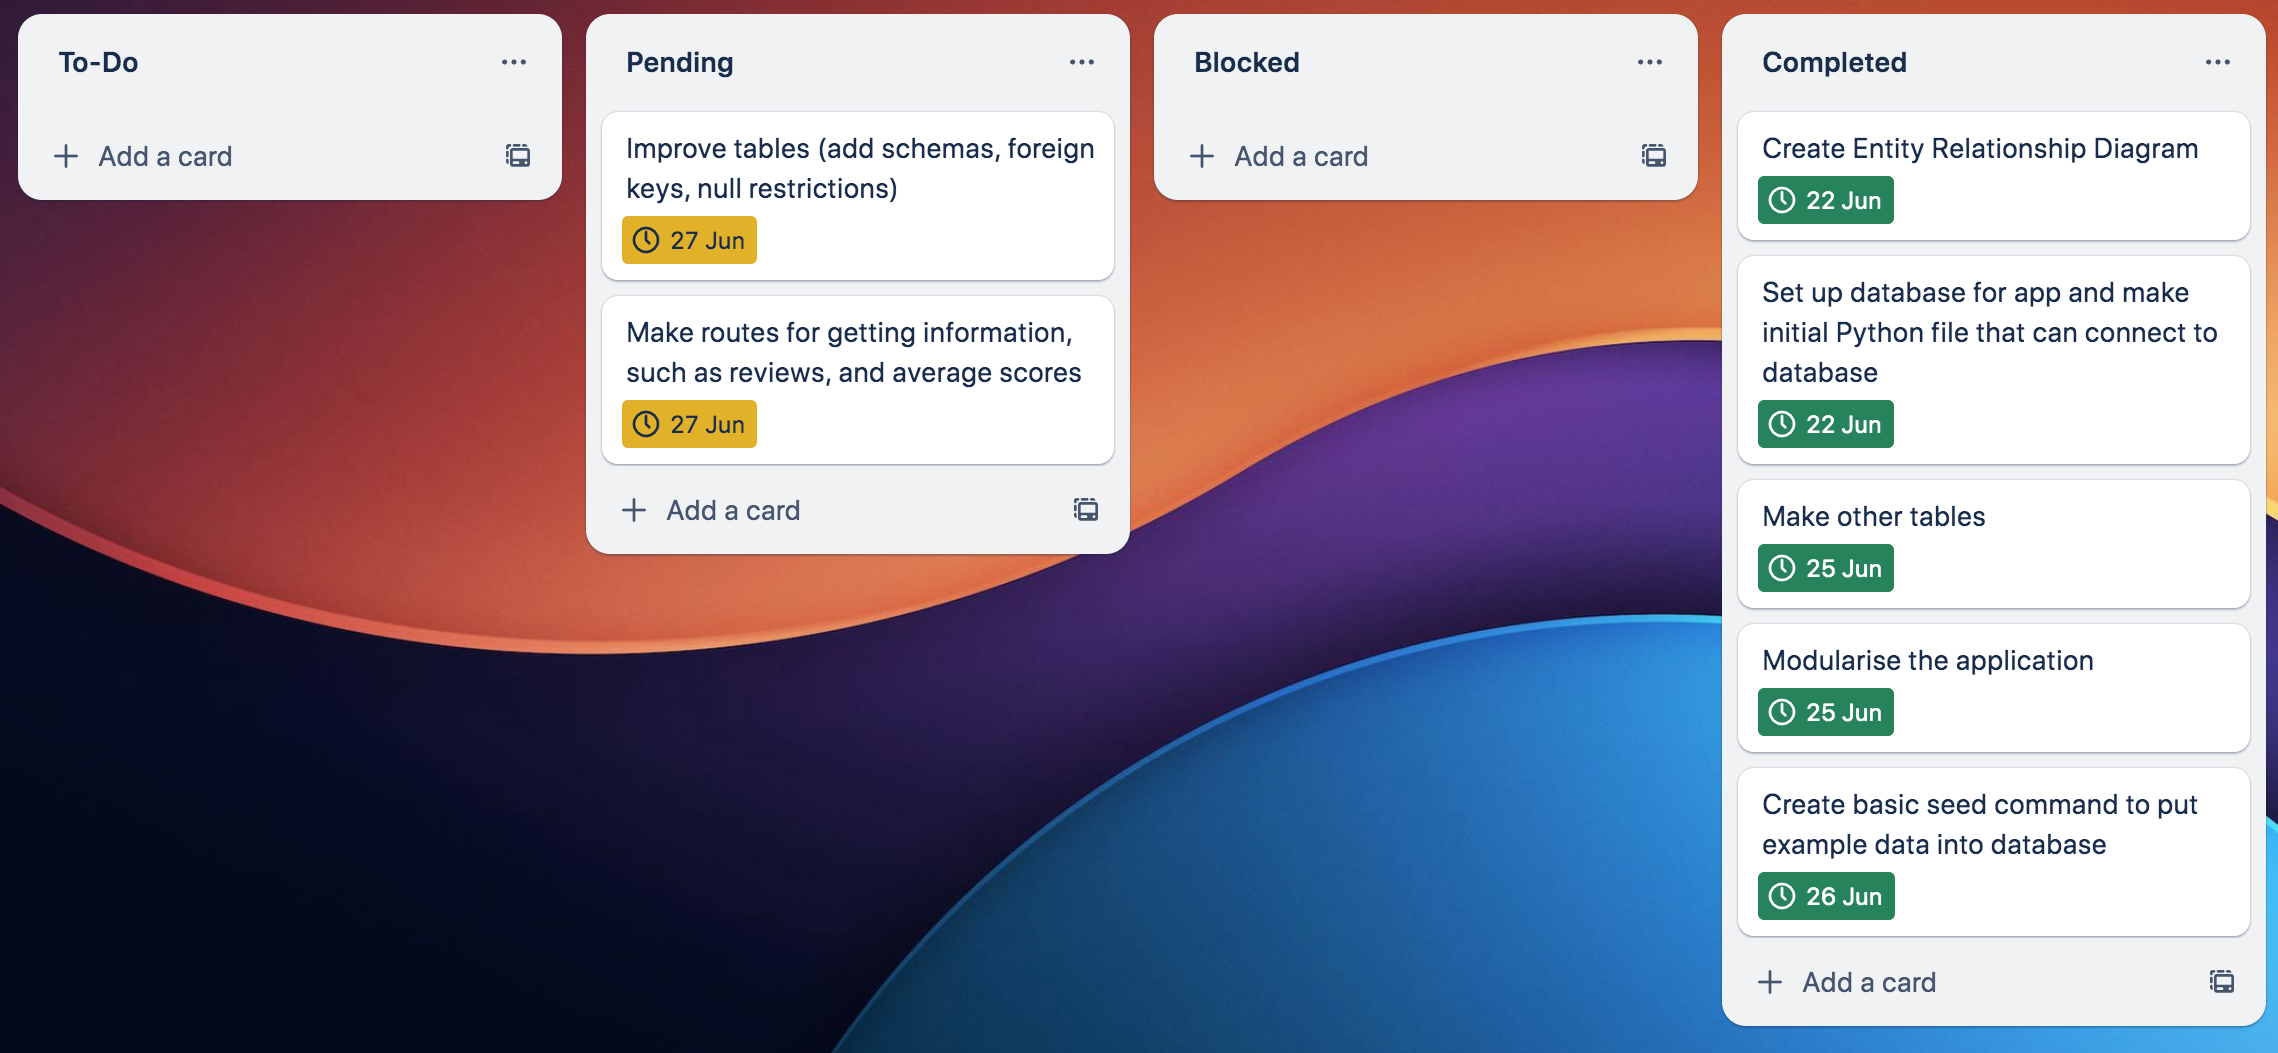 To-Do
Add a card
Pending
Improve tables (add schemas, foreign
keys, null restrictions)
27 Jun
Make routes for getting information,
such as reviews, and average scores
27 Jun
Add a card
Blocked
Add a card
Completed
Create Entity Relationship Diagram
22 Jun
Set up database for app and make
initial Python file that can connect to
database
22 Jun
Make other tables
25 Jun
Modularise the application
25 Jun
Create basic seed command to put
example data into database
26 Jun
Add a card